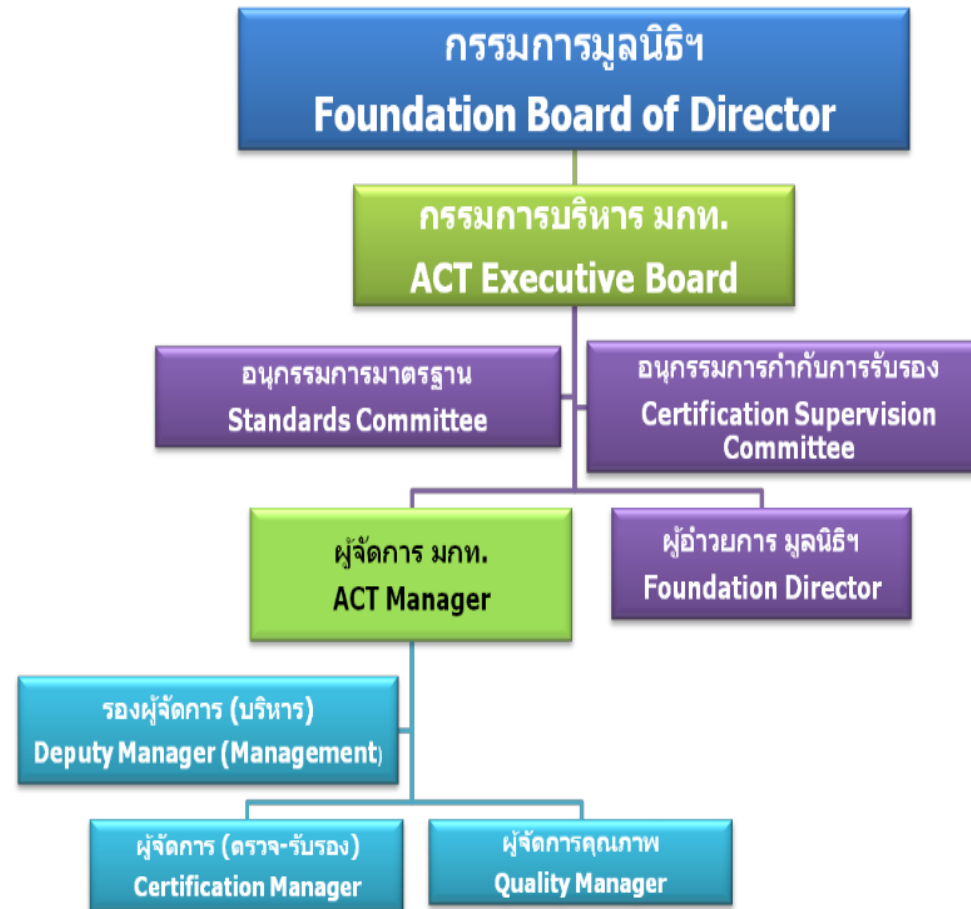 กรรมการมูลนิธิฯ
Foundation Board of Director
กรรมการบริหาร มกท.
ACT Executive Board
อนุกรรมการมาตรฐาน
Standards Committee
อนุกรรมการกำกับการรับรอง
Certification Supervision
Committee
ผู้จัดการ มกท.
ACT Manager
ผู้อำวยการ มูลนิธิฯ
Foundation Director
รองผู้จัดการ (บริหาร)
Deputy Manager (Management)
ผู้จัดการ (ตรวจ-รับรอง)
Certification Manager
ผู้จัดการคุณภาพ
Quality Manager